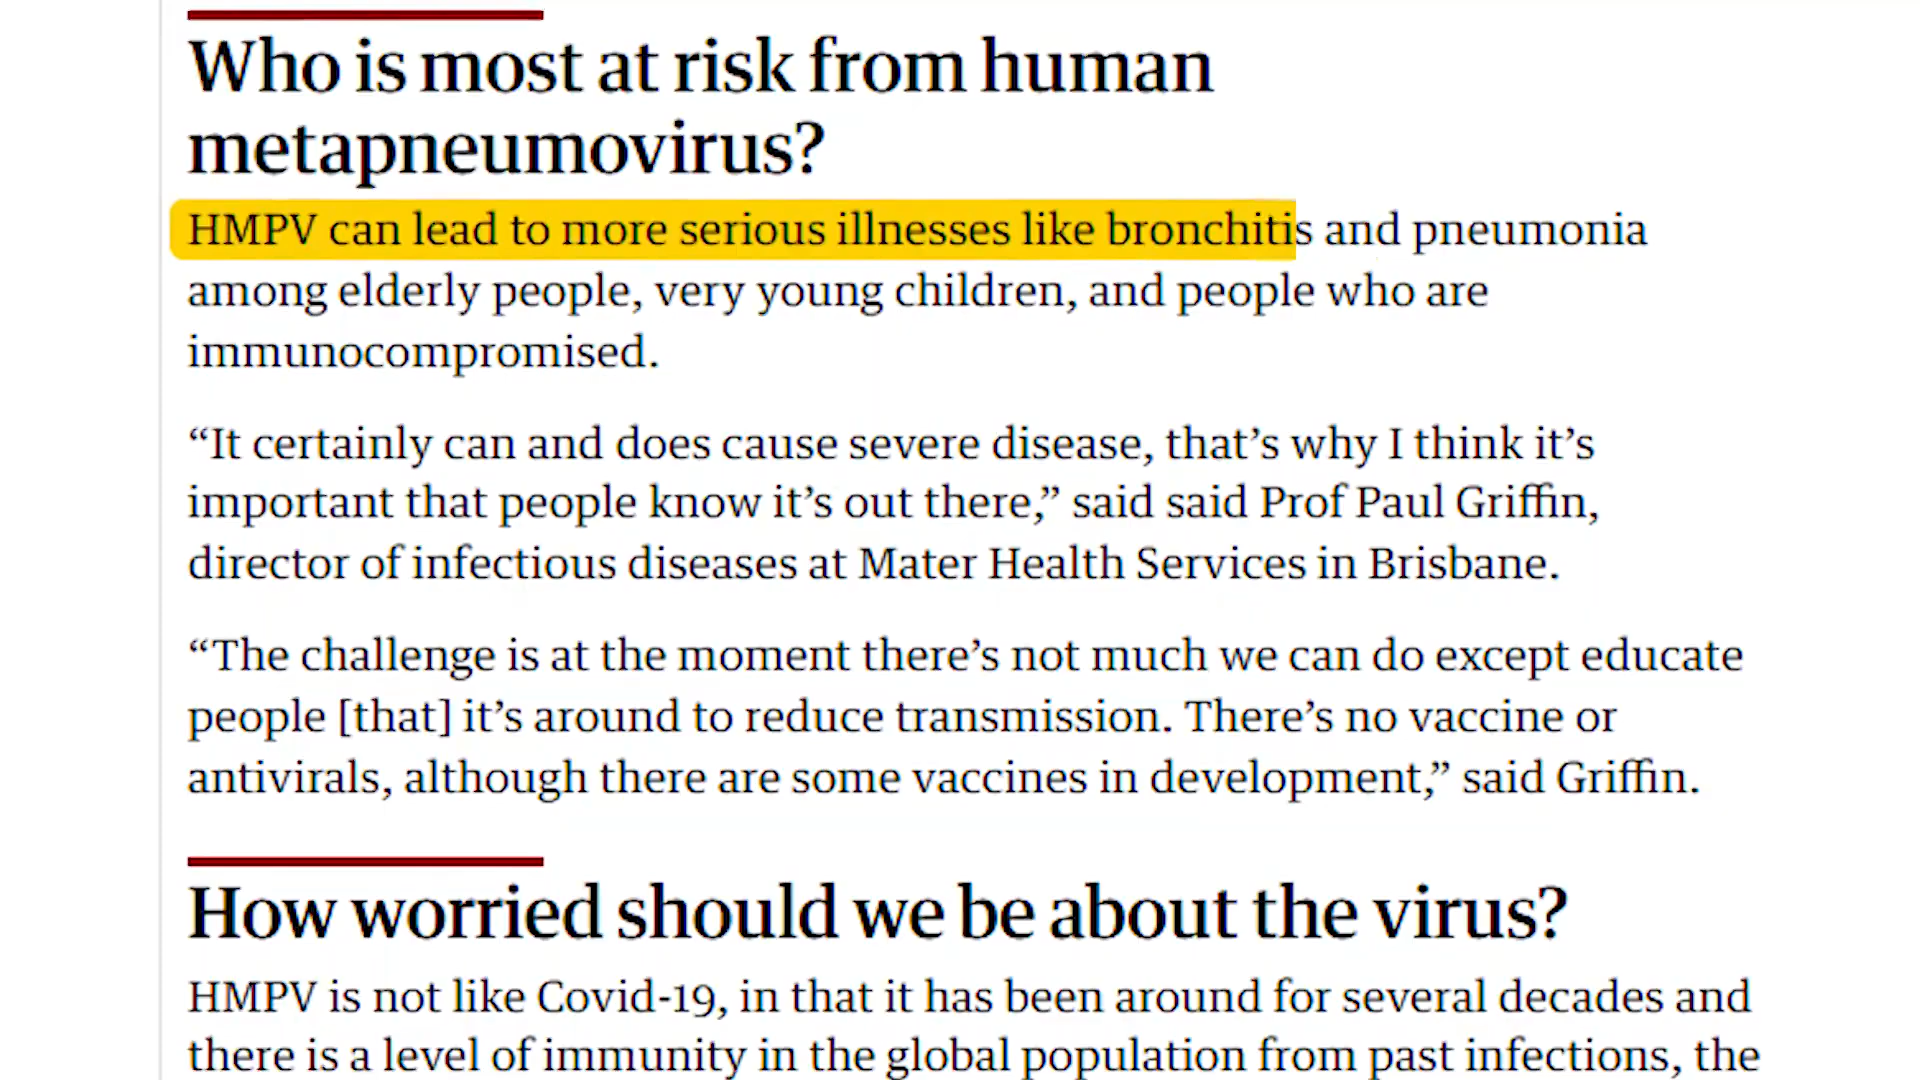 Who is most at risk from human
metapneumovirus?
HMPV can lead to more serious illnesses like bronchitis and pneumonia
among elderly people, very young children, and people who are
immunocompromised.
“It certainly can and does cause severe disease, that’s why I think it’s
important that people know it’s out there,” said said Prof Paul Griffin,
director of infectious diseases at Mater Health Services in Brisbane.
“The challenge is at the moment there’s not much we can do except educate
people [that] it’s around to reduce transmission. There’s no vaccine or
antivirals, although there are some vaccines in development,” said Griffin.
How worried should we be about the virus?
HMPV is not like Covid-19, in that it has been around for several decades and
there is a level of immunity in the global population from past infections, the